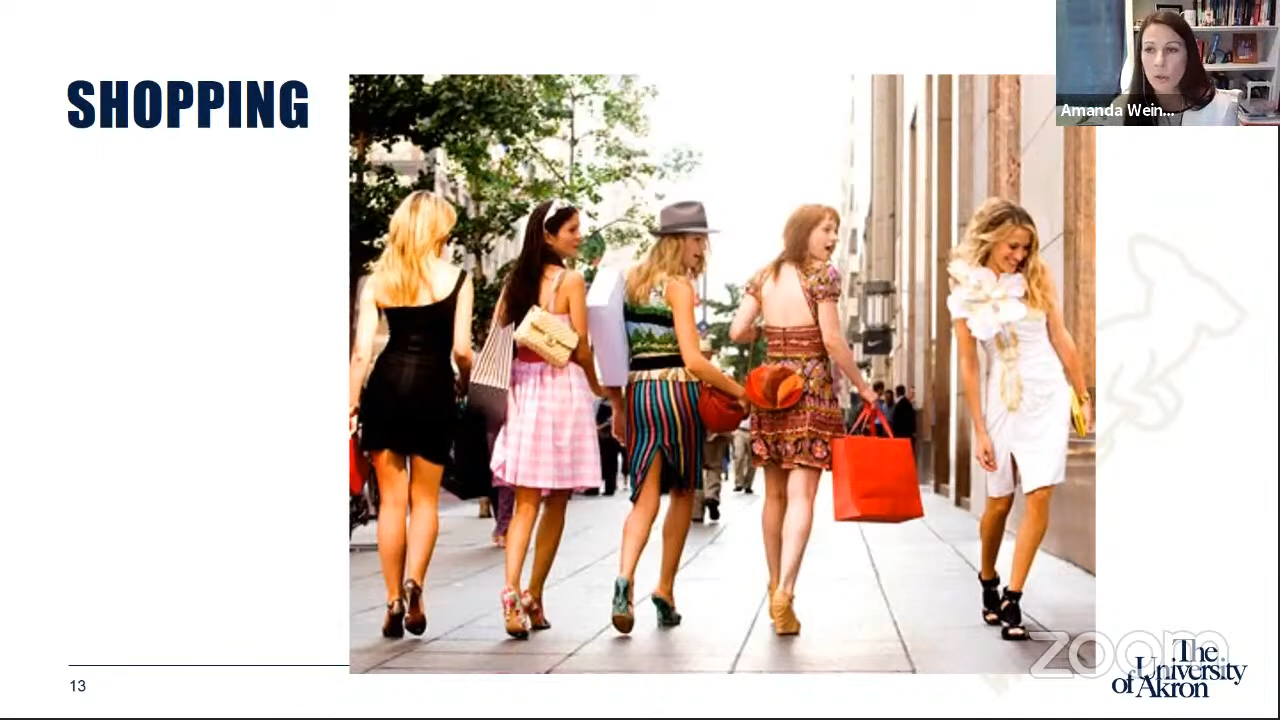 SHOPPING
Amanda Wein...
13
zoom
The
University
of Akron